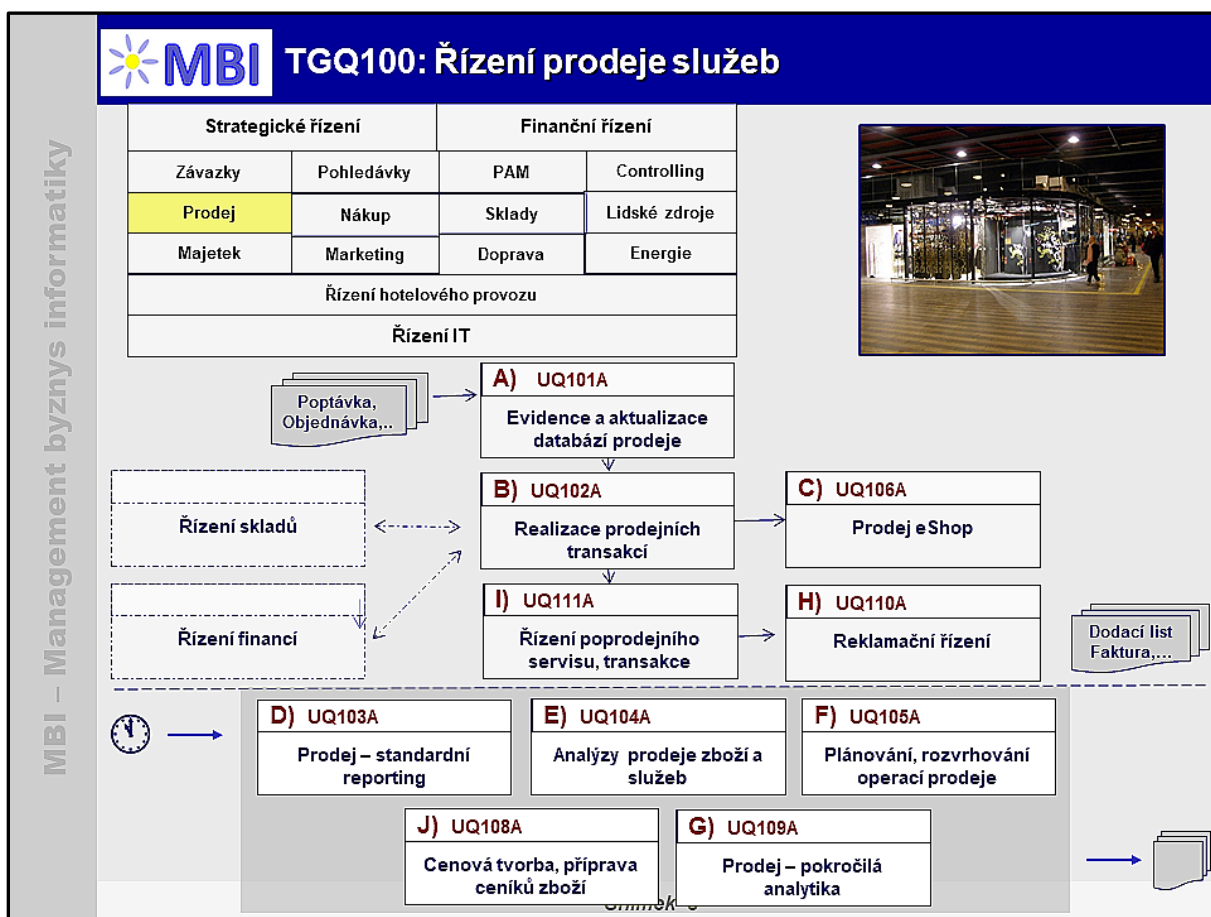 MBI
TGQ100: Řízení prodeje služeb
MBI – Management byznys informatiky
Strategické řízení
Finanční řízení
Závazky
Pohledávky
PAM
Controlling
Prodej
Nákup
Sklady
Lidské zdroje
Majetek
Marketing
Doprava
Energie
Řízení hotelového provozu
Řízení IT
Poptávka,
Objednávka,..
A) UQ101A
Evidence a aktualizace
databází prodeje
Řízení skladů
B) UQ102A
Realizace prodejních
transakcí
C) UQ106A
Prodej eShop
Řízení financí
I) UQ111A
Řízení poprodejního
servisu, transakce
H) UQ110A
Reklamační řízení
Dodací list
Faktura,...
D) UQ103A
Prodej – standardní
reporting
E) UQ104A
Analýzy prodeje zboží a
služeb
F) UQ105A
Plánování, rozvrhování
operací prodeje
J) UQ108A
Cenová tvorba, příprava
ceníků zboží
G) UQ109A
Prodej – pokročilá
analytika